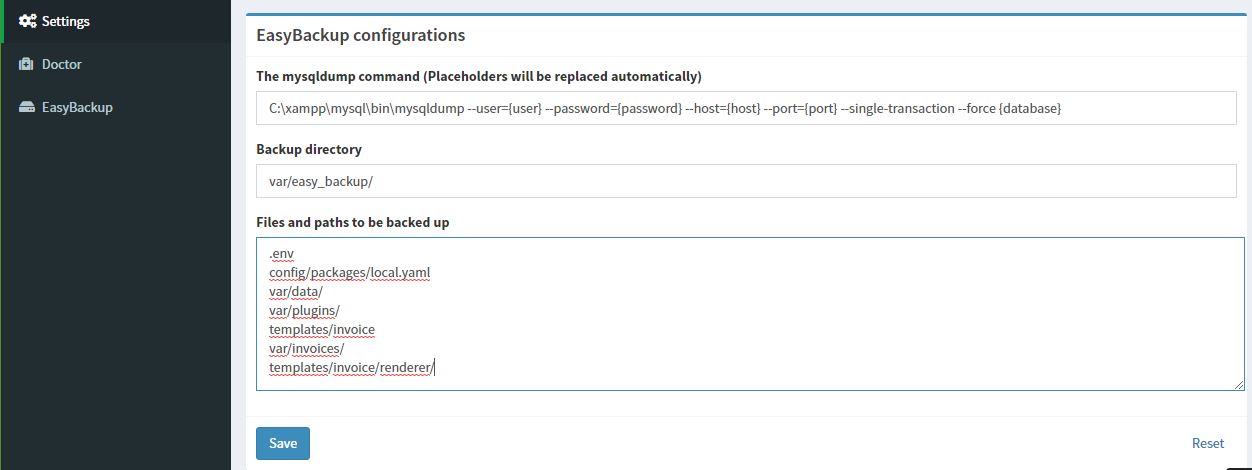 Settings
Doctor
EasyBackup
EasyBackup configurations
The mysqldump command (Placeholders will be replaced automatically)
C:\xampp\mysql\bin\mysqldump --user={user} --password={password} --host={host} --port={port} --single-transaction --force {database}
Backup directory
var/easy_backup/
Files and paths to be backed up
.env
config/packages/local.yaml
var/data/
var/plugins/
templates/invoice
var/invoices/
templates/invoice/renderer/
Save
Reset